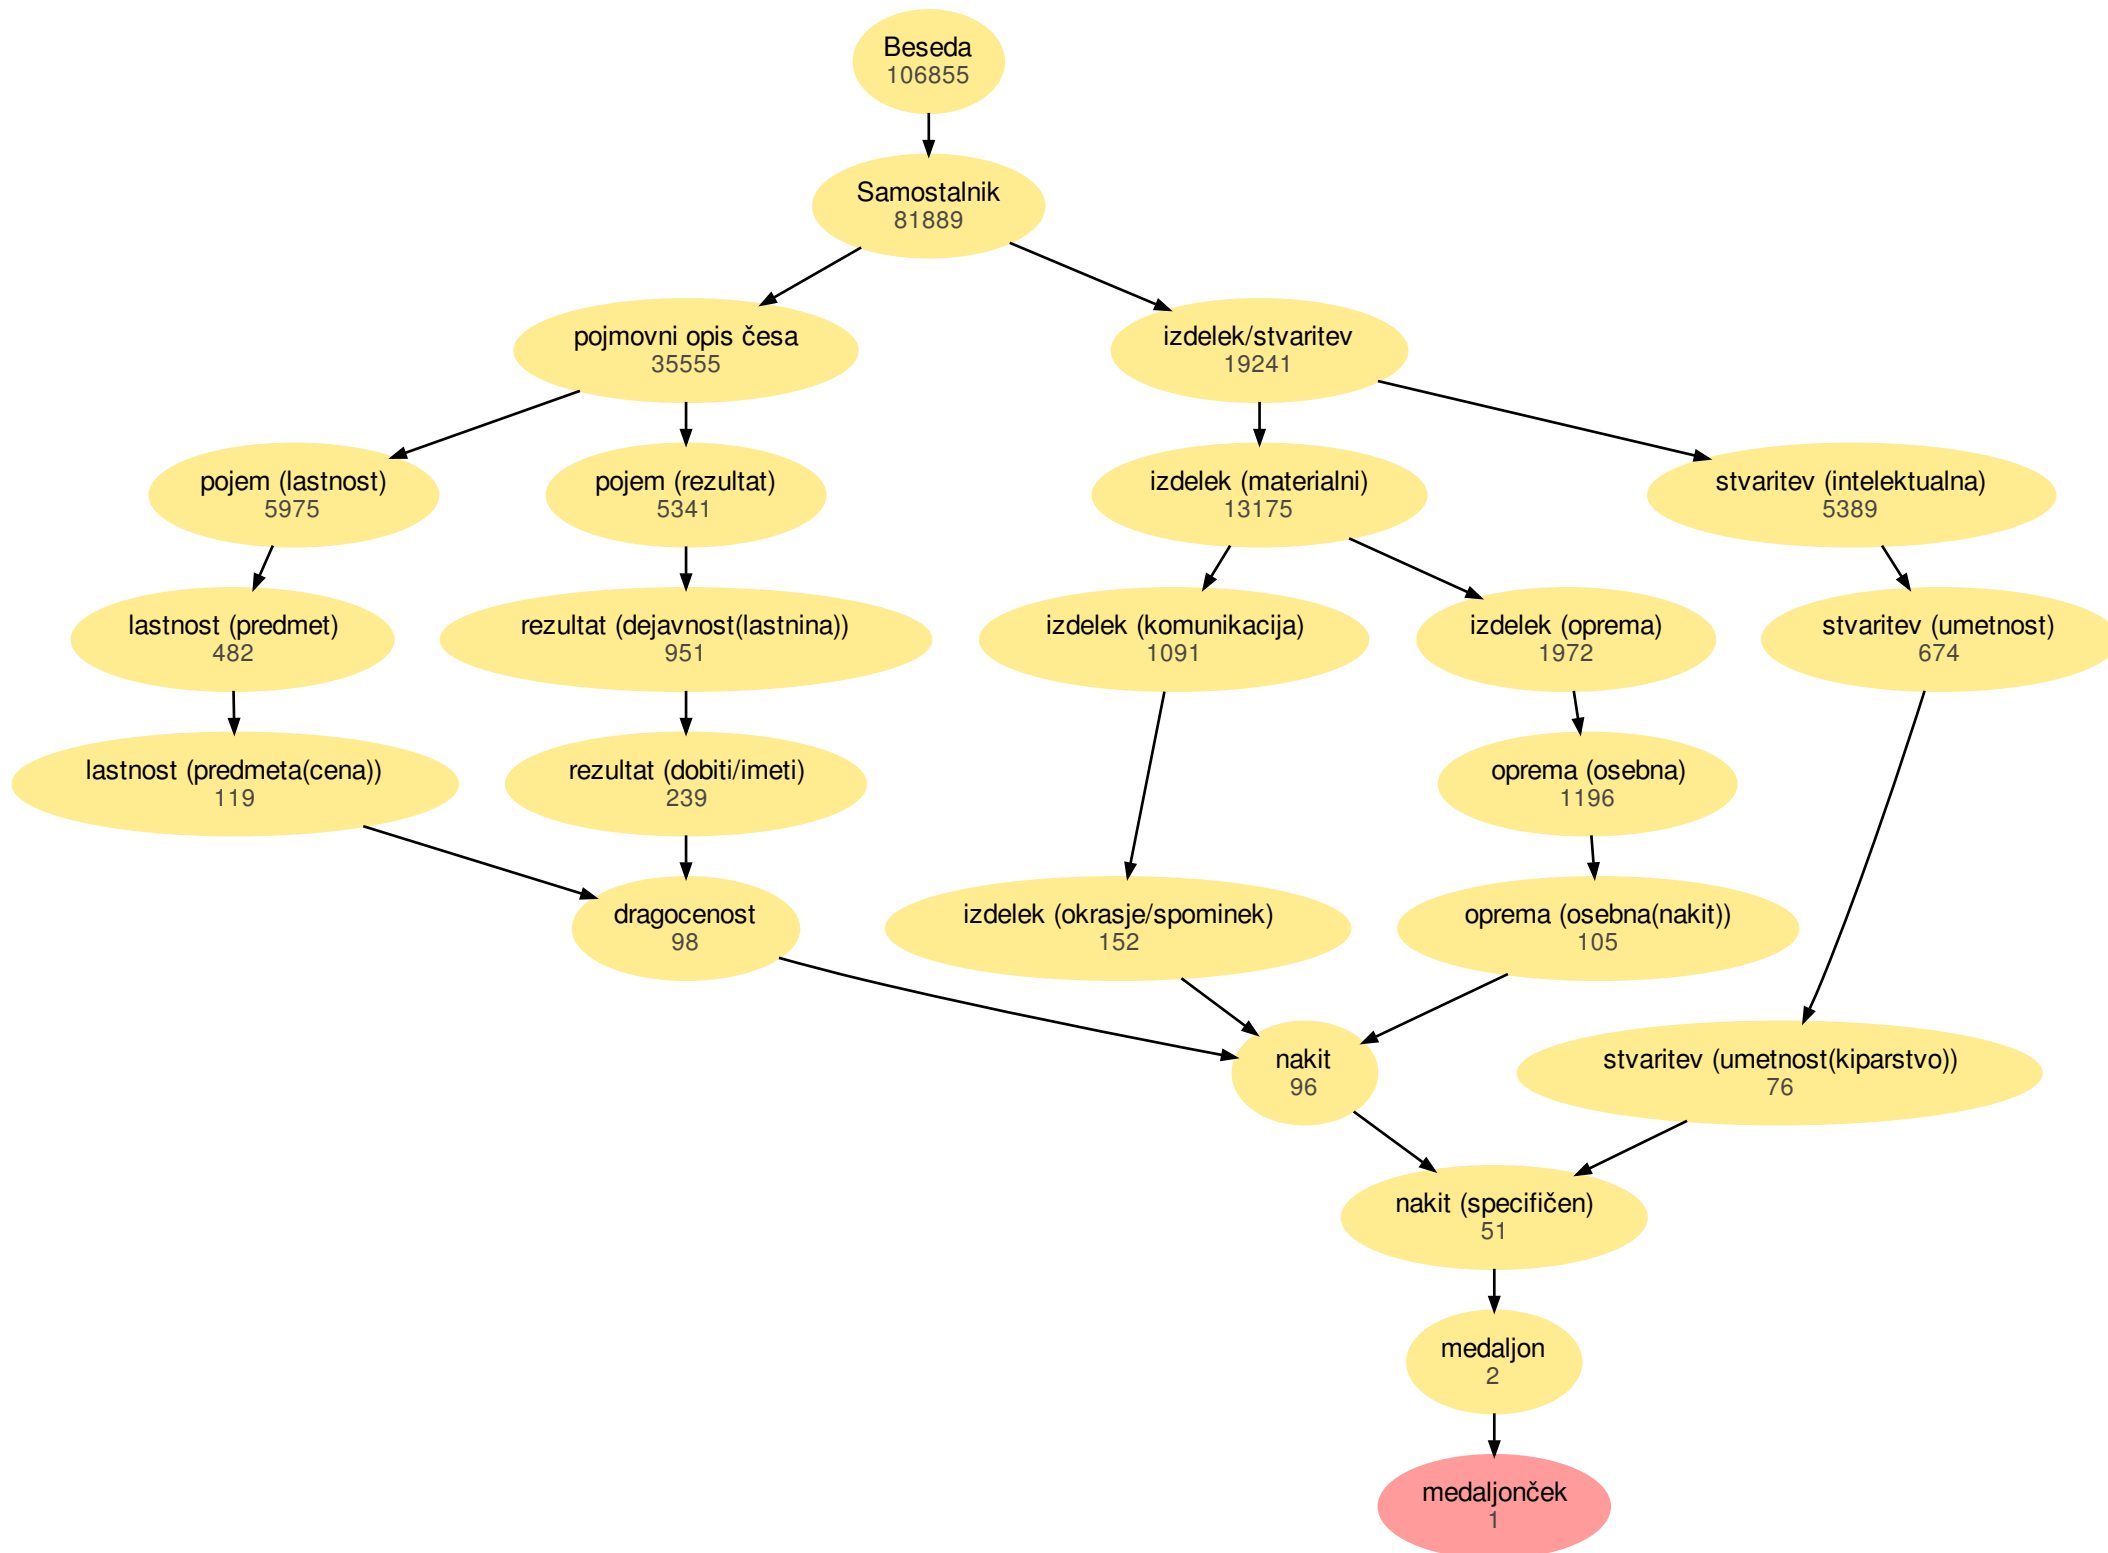 Beseda
106855
Samostalnik
81889
pojmovni opis česa
35555
izdelek/stvaritev
19241
pojem (lastnost)
5975
pojem (rezultat)
5341
izdelek (materialni)
13175
stvaritev (intelektualna)
5389
lastnost (predmet)
482
rezultat (dejavnost(lastnina))
951
izdelek (komunikacija)
1091
izdelek (oprema)
1972
stvaritev (umetnost)
674
lastnost (predmeta(cena))
119
rezultat (dobiti/imeti)
239
oprema (osebna)
1196
dragocenost
98
izdelek (okrasje/spominek)
152
oprema (osebna(nakit))
105
nakit
96
stvaritev (umetnost(kiparstvo))
76
nakit (specifičen)
51
medaljon
2
medaljonček
1